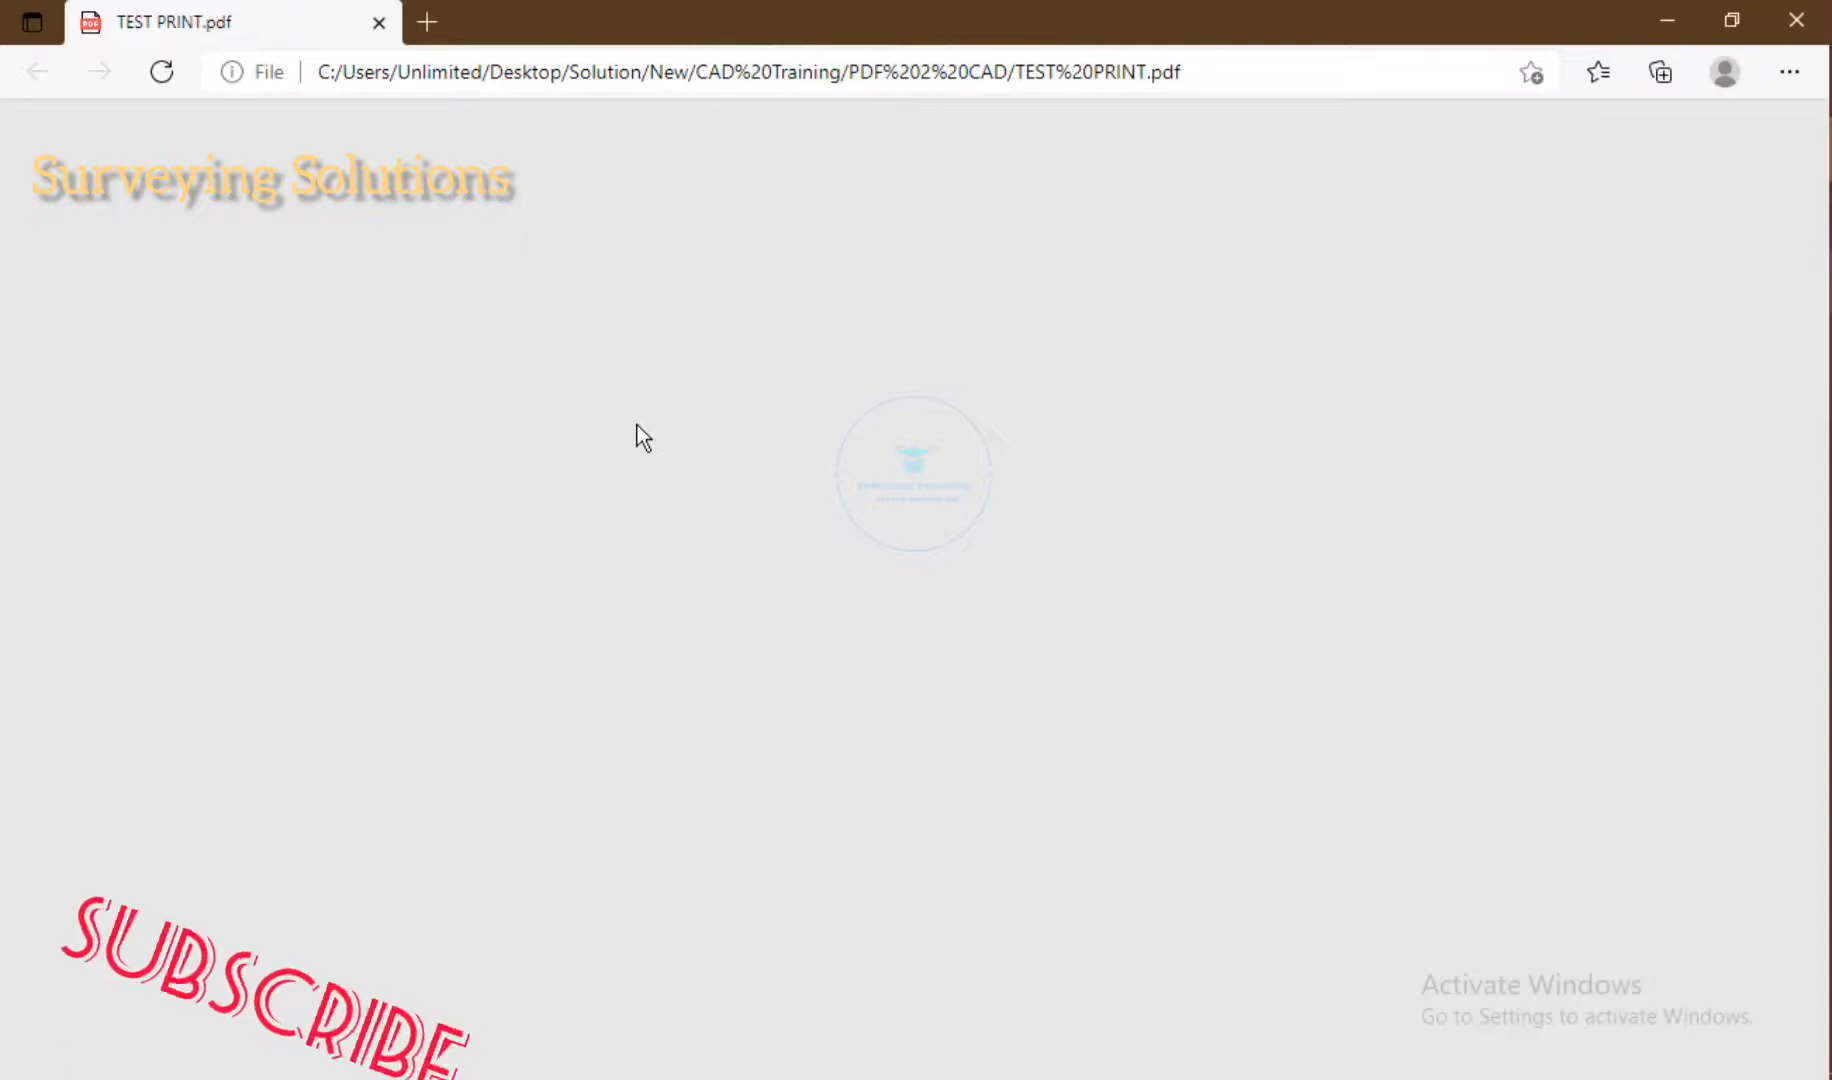 TEST PRINT.pdf
File
C:/Users/Unlimited/Desktop/Solution/New/CAD%20Training/PDF%202%20CAD/TEST%20PRINT.pdf
Surveying Solutions
SUBSCRIBE
Activate Windows
Go to Settings to activate Windows.